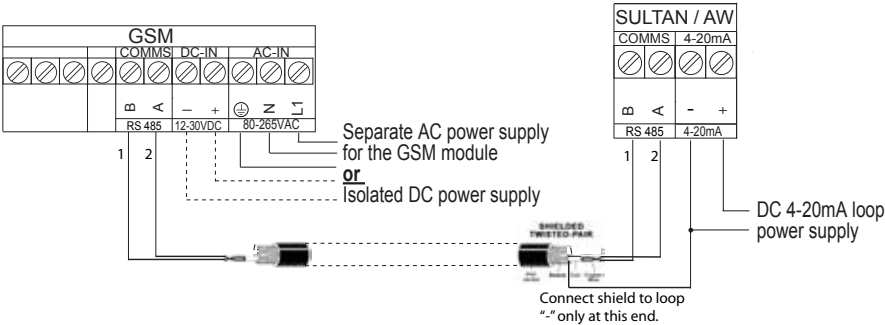 GSM
COMMS DC-IN AC-IN
B A – + N L1
RS 485 12-30VDC 80-265VAC
1 2
Separate AC power supply
for the GSM module
or
Isolated DC power supply
SULTAN / AW
COMMS 4-20mA
B A - +
RS 485 4-20mA
1 2
DC 4-20mA loop
power supply
SHIELDED
TWISTED-PAIR
Connect shield to loop
“-” only at this end.